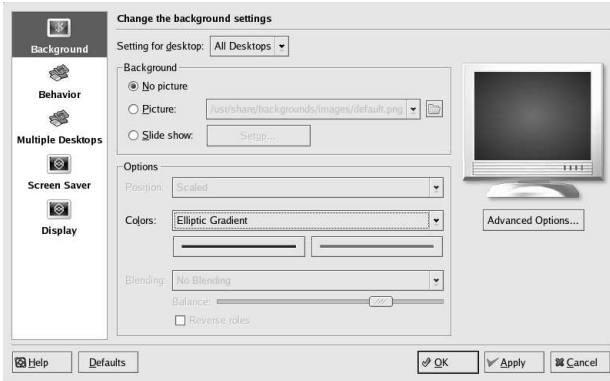 Background
Behavior
Multiple Desktops
Screen Saver
Display
Change the background settings
Setting for desktop: All Desktops
Background
No picture
Picture: /usr/share/backgrounds/images/default.png
Slide show: Setup...
Options
Position: Scaled
Colors: Elliptic Gradient
Blending: No Blending
Balance:
Reverse roles
Advanced Options...
Help Defaults OK Apply Cancel